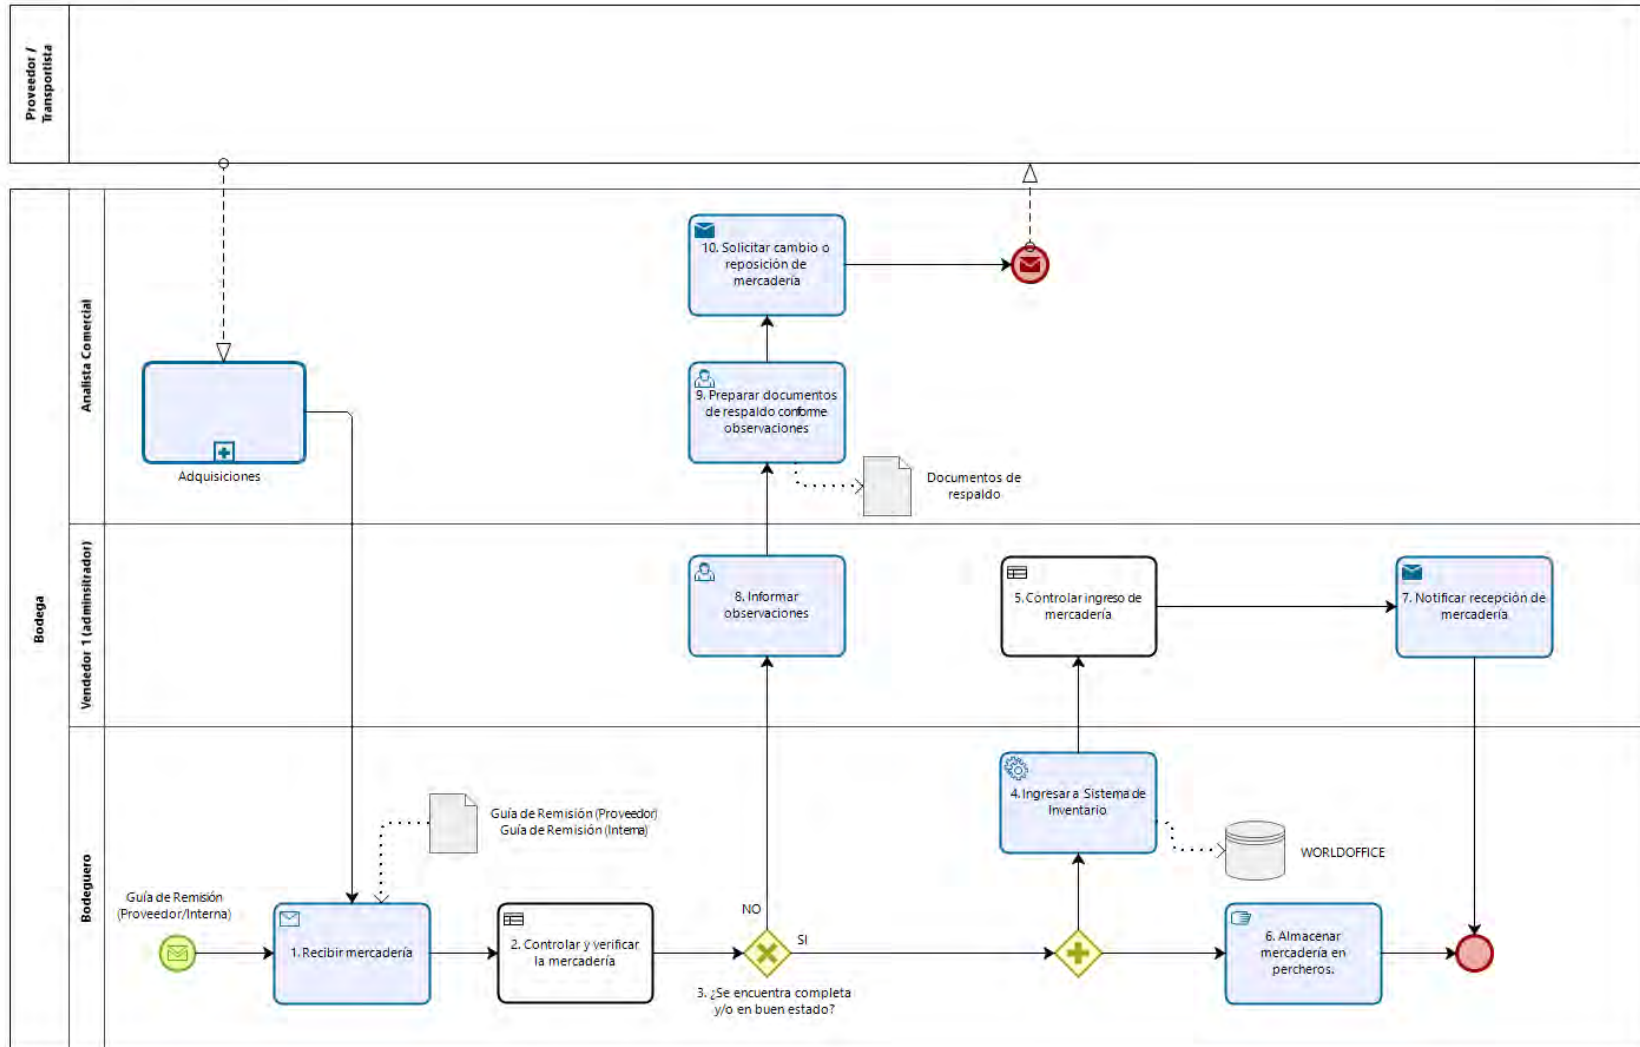 Proveedor /
Transportista
Bodega
Analista Comercial
10. Solicitar cambio o
reposición de
mercadería
9. Preparar documentos
de respaldo conforme
observaciones
Adquisiciones
Documentos de
respaldo
Vendedor 1 (adminsitrador)
8. Informar
observaciones
5. Controlar ingreso de
mercadería
7. Notificar recepción de
mercadería
Bodeguero
4. Ingresar a Sistema de
Inventario
WORLDOFFICE
Guía de Remisión (Proveedor)
Guía de Remisión (Interna)
Guía de Remisión
(Proveedor/Interna)
1. Recibir mercadería
2. Controlar y verificar
la mercadería
NO
SI
3. ¿Se encuentra completa
y/o en buen estado?
6. Almacenar
mercadería en
percheros.